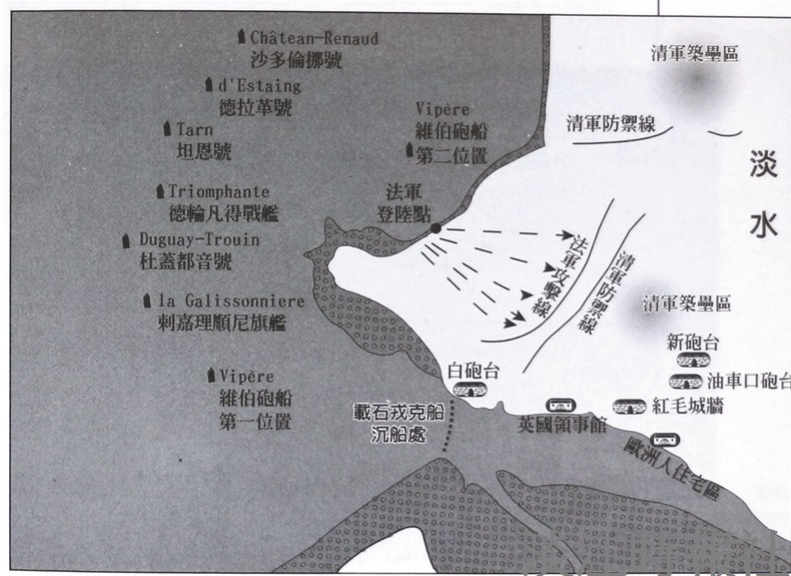 Châtean-Renaud
沙多倫挪號
d'Estaing
德拉革號
Tarn
坦恩號
Vipère
維伯砲船
第二位置
Triomphante
德輪凡得戰艦
法軍
登陸點
Duguay-Trouin
杜蓋都音號
la Galissonniere
刺嘉理順尼旗艦
Vipère
維伯砲船
第一位置
清軍築壘區
清軍防禦線
淡水
法軍攻擊線
清軍防禦線
清軍築壘區
新砲台
白砲台
油車口砲台
載石戎克船
沉船處
英國領事館
紅毛城牆
歐洲人住宅區